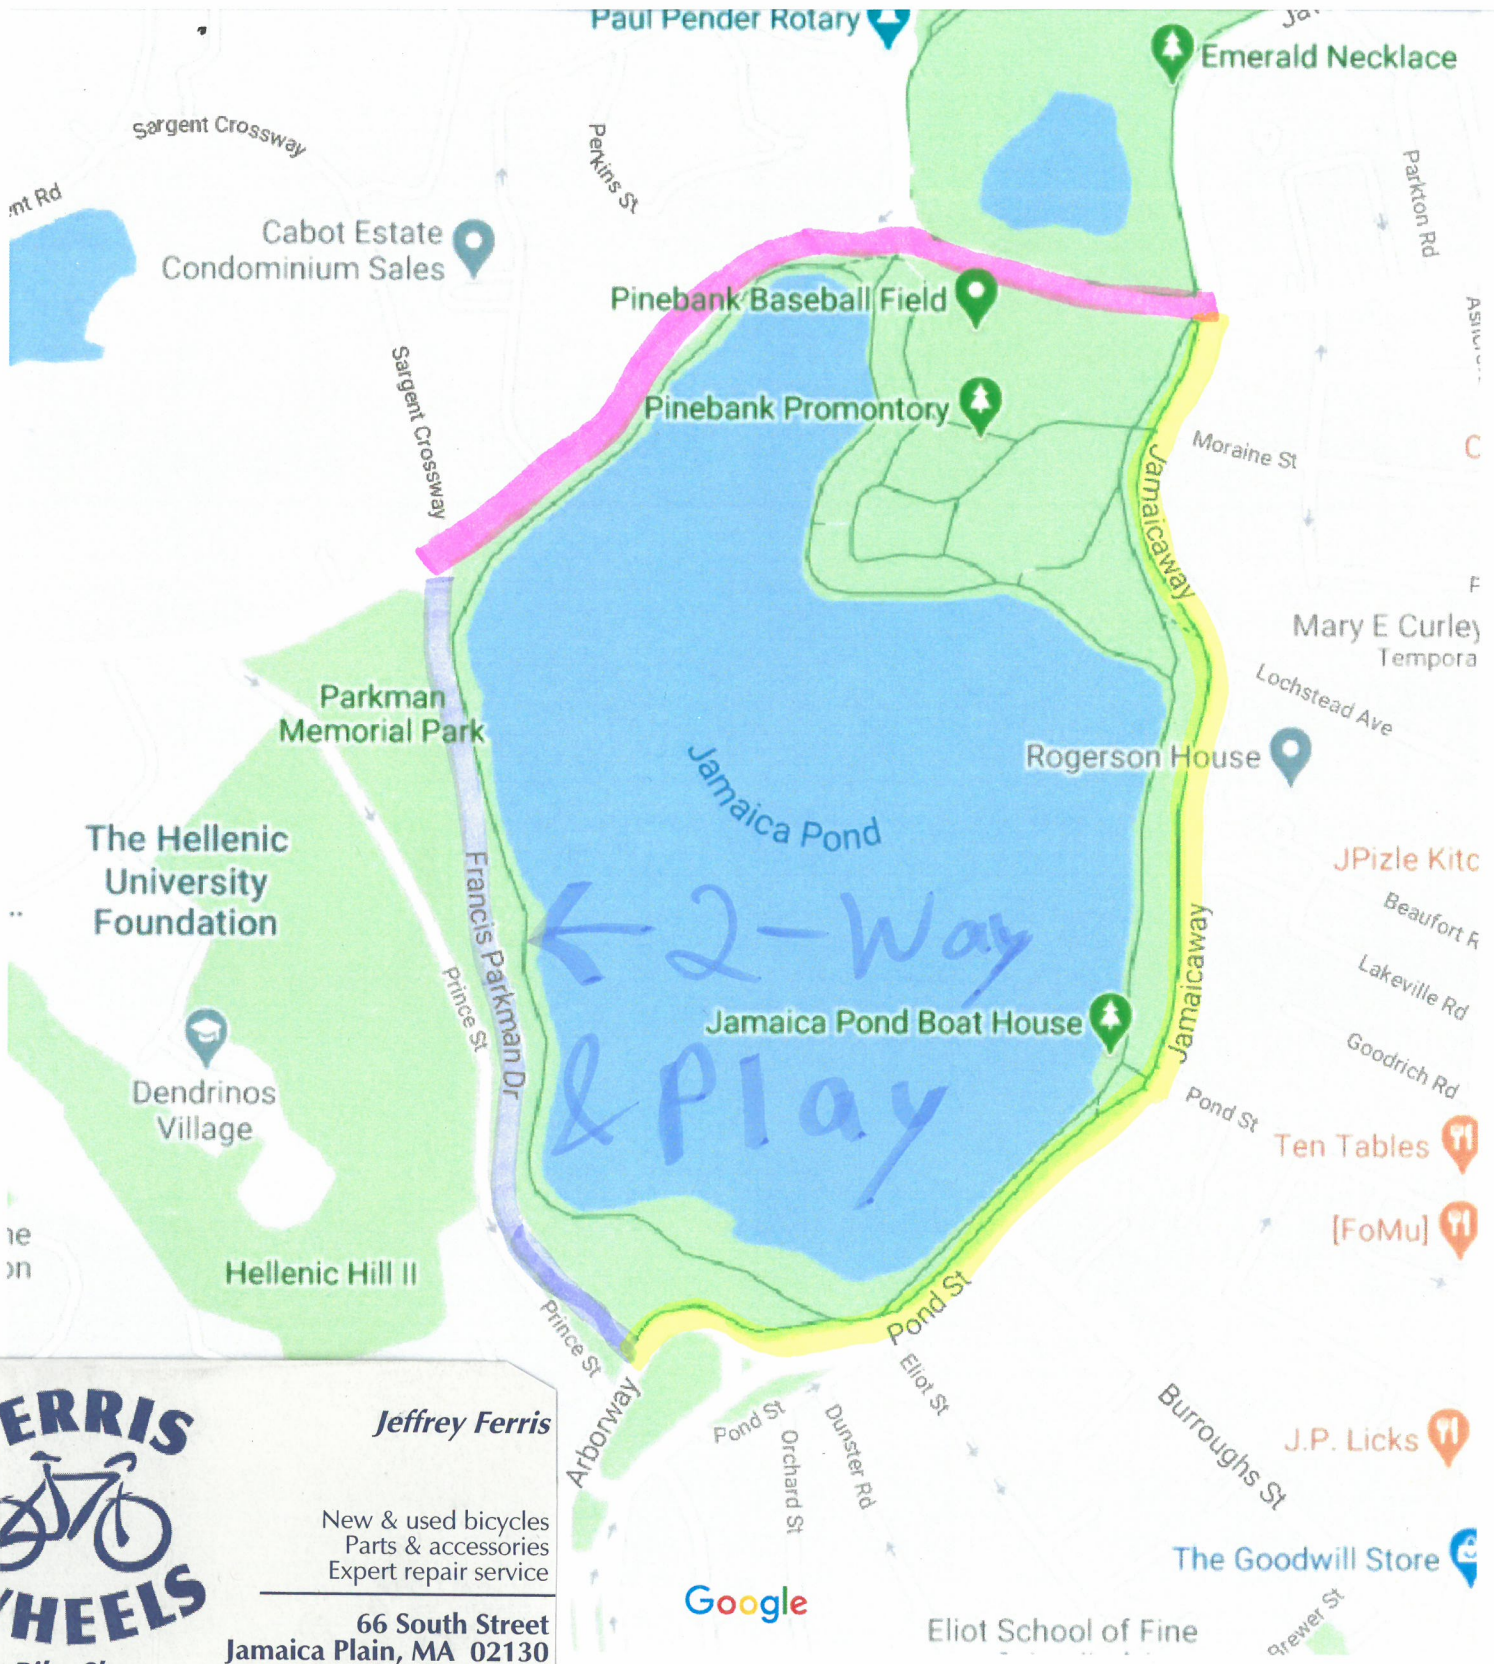 Paul Pender Rotary
Emerald Necklace
Sargent Crossway
Perkins St
Parkton Rd
Rd
Cabot Estate
Condominium Sales
Pinebank Baseball Field
Sargent Crossway
Pinebank Promontory
Moraine St
Jamaicaway
Mary E Curley
Tempora
Lochstead Ave
Parkman
Memorial Park
Rogerson House
Jamaica Pond
The Hellenic
University
Foundation
JPizle Kitc
Beaufort R
Francis Parkman Dr
← 2-Way
& Play
Lakeville Rd
Jamaicaway
Prince St
Jamaica Pond Boat House
Goodrich Rd
Dendrinos
Village
Pond St
Ten Tables
[FoMu]
Hellenic Hill II
Pond St
Prince St
Eliot St
Arborway
Pond St
Orchard St
Dunster Rd
Burroughs St
J.P. Licks
The Goodwill Store
Google
Eliot School of Fine
Brewer St
ERRIS
WHEELS
Jeffrey Ferris
New & used bicycles
Parts & accessories
Expert repair service
66 South Street
Jamaica Plain, MA 02130